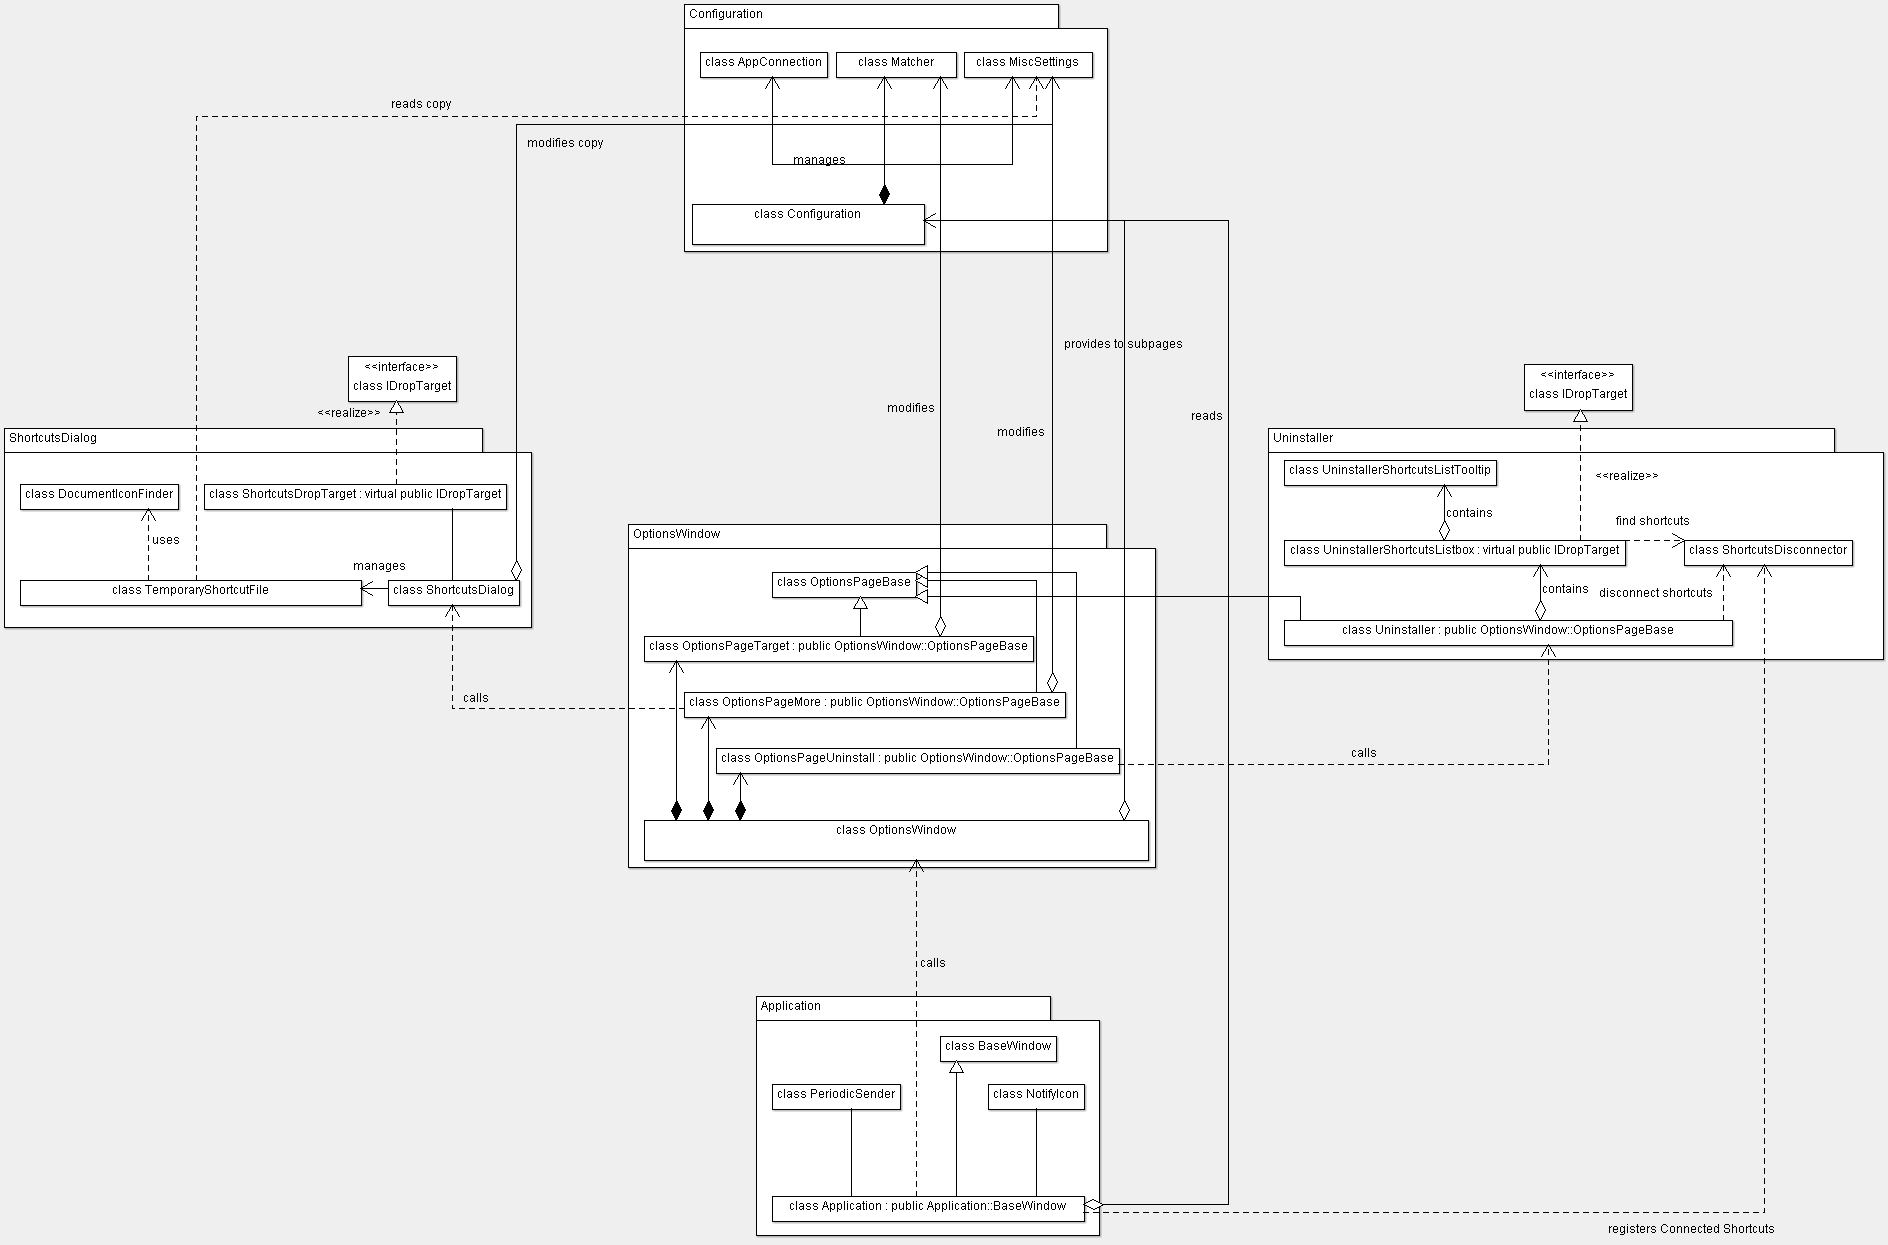 Configuration
class AppConnection
class Matcher
class MiscSettings
reads copy
modifies copy
manages
class Configuration
provides to subpages
<<interface>>
class IDropTarget
<<realize>>
modifies
modifies
reads
<<interface>>
class IDropTarget
ShortcutsDialog
class DocumentIconFinder
class ShortcutsDropTarget : virtual public IDropTarget
uses
manages
class TemporaryShortcutFile
class ShortcutsDialog
calls
Uninstaller
class UninstallerShortcutsListTooltip
<<realize>>
contains
find shortcuts
class UninstallerShortcutsListbox : virtual public IDropTarget
class ShortcutsDisconnector
contains
disconnect shortcuts
class Uninstaller : public OptionsWindow::OptionsPageBase
OptionsWindow
class OptionsPageBase
class OptionsPageTarget : public OptionsWindow::OptionsPageBase
class OptionsPageMore : public OptionsWindow::OptionsPageBase
class OptionsPageUninstall : public OptionsWindow::OptionsPageBase
calls
class OptionsWindow
calls
Application
class BaseWindow
class PeriodicSender
class NotifyIcon
class Application : public Application::BaseWindow
registers Connected Shortcuts